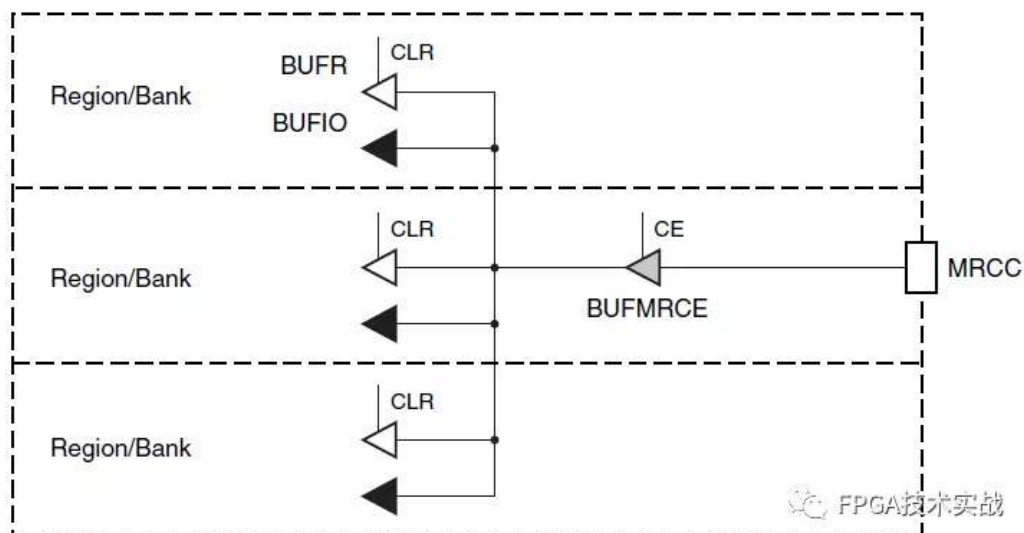 CLR
BUFR
Region/Bank
BUFIO
CLR
CE
Region/Bank
MRCC
BUFMRCE
CLR
Region/Bank
FPGA技术实战